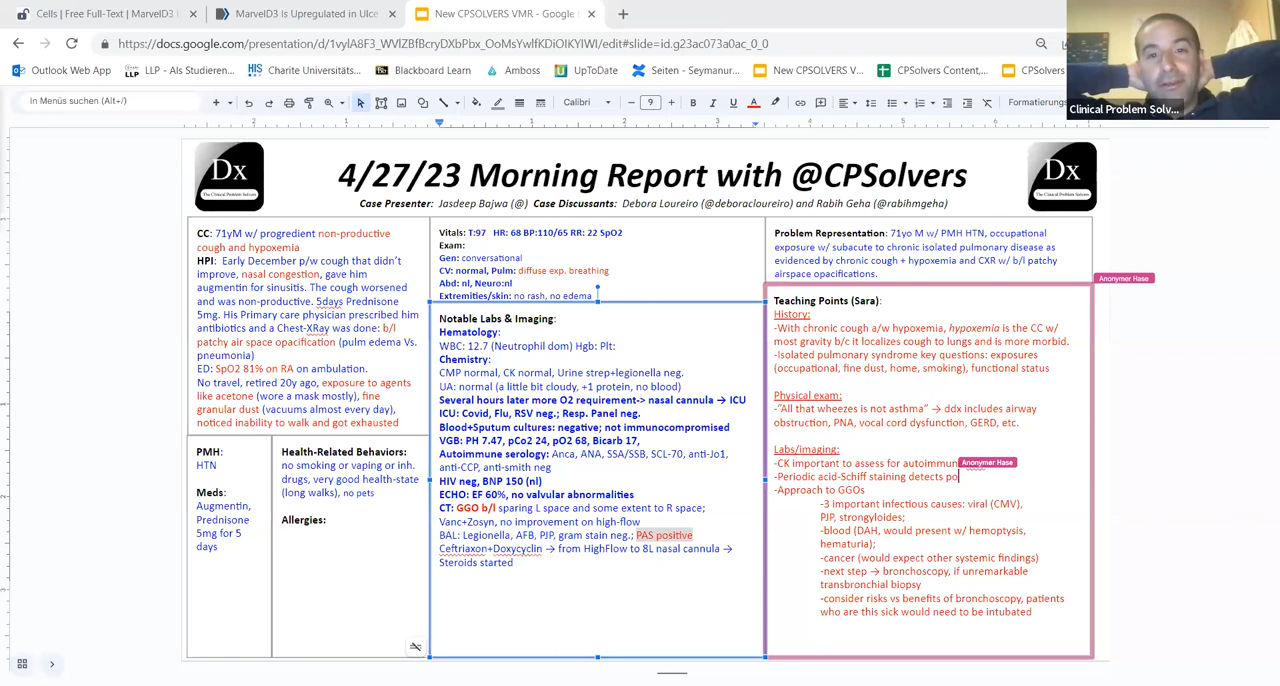 Cells | Free Full-Text | MarvelD3 I
MarvelD3 Is Upregulated in Ulce
New CPSOLVERS VMR - Google
https://docs.google.com/presentation/d/1vylA8F3_WVlZBfBcryDXbPbx_OoMsYwlfKDiOIKYlWI/edit#slide=id.g23ac073a0ac_0_0
Outlook Web App
LLP - Als Studieren...
Charite Universitäts...
Blackboard Learn
Amboss
UpToDate
Seiten - Seymanur...
New CPSOLVERS V...
CPSolvers Content,...
CPSolvers
Clinical Problem Solv...
In Menüs suchen (Alt+/)
Calibri
9
Formatierung
Dx
The Clinical Problem Solvers
4/27/23 Morning Report with @CPSolvers
Case Presenter: Jasdeep Bajwa (@) Case Discussants: Debora Loureiro (@deboracloureiro) and Rabih Geha (@rabihmgeha)
Dx
The Clinical Problem Solvers
CC: 71yM w/ progredient non-productive
cough and hypoxemia
HPI: Early December p/w cough that didn't
improve, nasal congestion, gave him
augmentin for sinusitis. The cough worsened
and was non-productive. 5days Prednisone
5mg. His Primary care physician prescribed him
antibiotics and a Chest-XRay was done: b/l
patchy air space opacification (pulm edema Vs.
pneumonia)
ED: SpO2 81% on RA on ambulation.
No travel, retired 20y ago, exposure to agents
like acetone (wore a mask mostly), fine
granular dust (vacuums almost every day),
noticed inability to walk and got exhausted
PMH:
HTN
Meds:
Augmentin,
Prednisone
5mg for 5
days
Health-Related Behaviors:
no smoking or vaping or inh.
drugs, very good health-state
(long walks), no pets
Allergies:
Vitals: T:97 HR: 68 BP:110/65 RR: 22 SpO2
Exam:
Gen: conversational
CV: normal, Pulm: diffuse exp. breathing
Abd: nl, Neuro:nl
Extremities/skin: no rash, no edema
Notable Labs & Imaging:
Hematology:
WBC: 12.7 (Neutrophil dom) Hgb: Plt:
Chemistry:
CMP normal, CK normal, Urine strep+legionella neg.
UA: normal (a little bit cloudy, +1 protein, no blood)
Several hours later more O2 requirement-> nasal cannula → ICU
ICU: Covid, Flu, RSV neg.; Resp. Panel neg.
Blood+Sputum cultures: negative; not immunocompromised
VGB: PH 7.47, pCo2 24, pO2 68, Bicarb 17,
Autoimmune serology: Anca, ANA, SSA/SSB, SCL-70, anti-Jo1,
anti-CCP, anti-smith neg
HIV neg, BNP 150 (nl)
ECHO: EF 60%, no valvular abnormalities
CT: GGO b/l sparing L space and some extent to R space;
Vanc+Zosyn, no improvement on high-flow
BAL: Legionella, AFB, PJP, gram stain neg.; PAS positive
Ceftriaxon+Doxycyclin → from HighFlow to 8L nasal cannula →
Steroids started
Problem Representation: 71yo M w/ PMH HTN, occupational
exposure w/ subacute to chronic isolated pulmonary disease as
evidenced by chronic cough + hypoxemia and CXR w/ b/l patchy
airspace opacifications.
Anonymer Hase
Teaching Points (Sara):
History:
-With chronic cough a/w hypoxemia, hypoxemia is the CC w/
most gravity b/c it localizes cough to lungs and is more morbid.
-Isolated pulmonary syndrome key questions: exposures
(occupational, fine dust, home, smoking), functional status
Physical exam:
-"All that wheezes is not asthma" → ddx includes airway
obstruction, PNA, vocal cord dysfunction, GERD, etc.
Labs/imaging:
-CK important to assess for autoimmun
Anonymer Hase
-Periodic acid-Schiff staining detects po
-Approach to GGOs
-3 important infectious causes: viral (CMV),
PJP, strongyloides;
-blood (DAH, would present w/ hemoptysis,
hematuria);
-cancer (would expect other systemic findings)
-next step → bronchoscopy, if unremarkable
transbronchial biopsy
-consider risks vs benefits of bronchoscopy, patients
who are this sick would need to be intubated